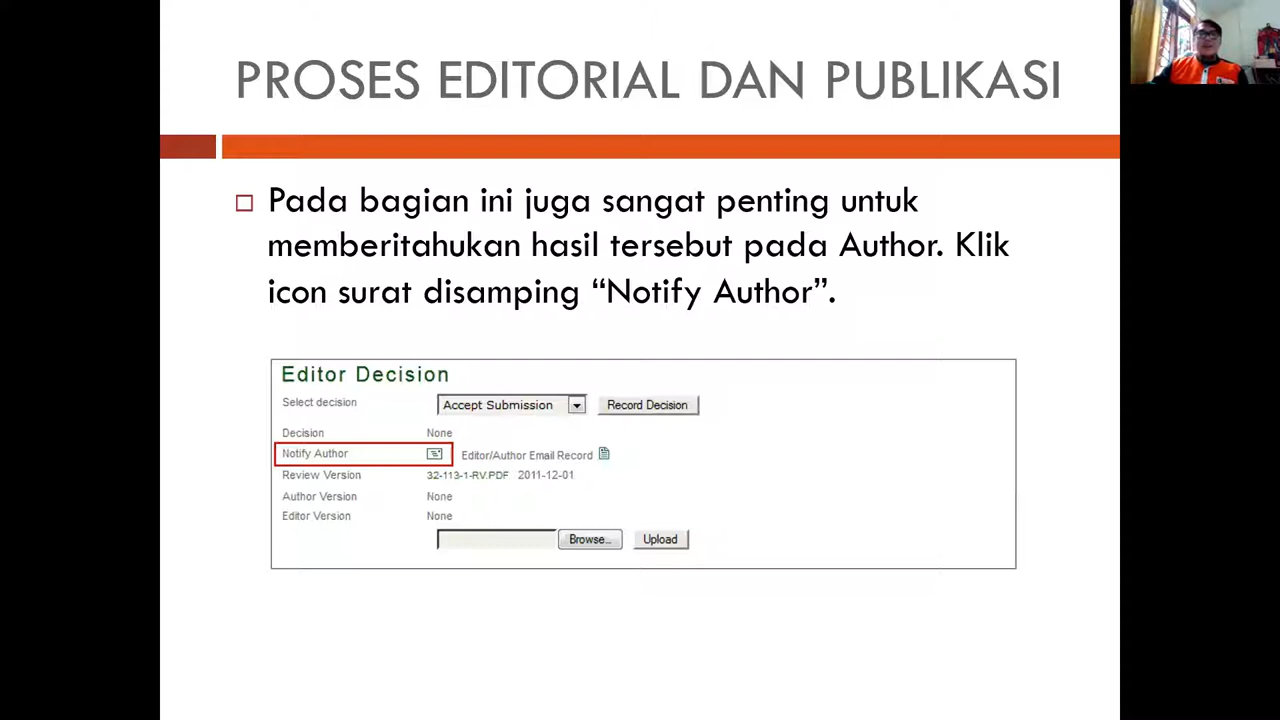 PROSES EDITORIAL DAN PUBLIKASI
Pada bagian ini juga sangat penting untuk
memberitahukan hasil tersebut pada Author. Klik
icon surat disamping “Notify Author”.
Editor Decision
Select decision Accept Submission Record Decision
Decision None
Notify Author Editor/Author Email Record
Review Version 32-113-1-RV.PDF 2011-12-01
Author Version None
Editor Version None
Browse... Upload